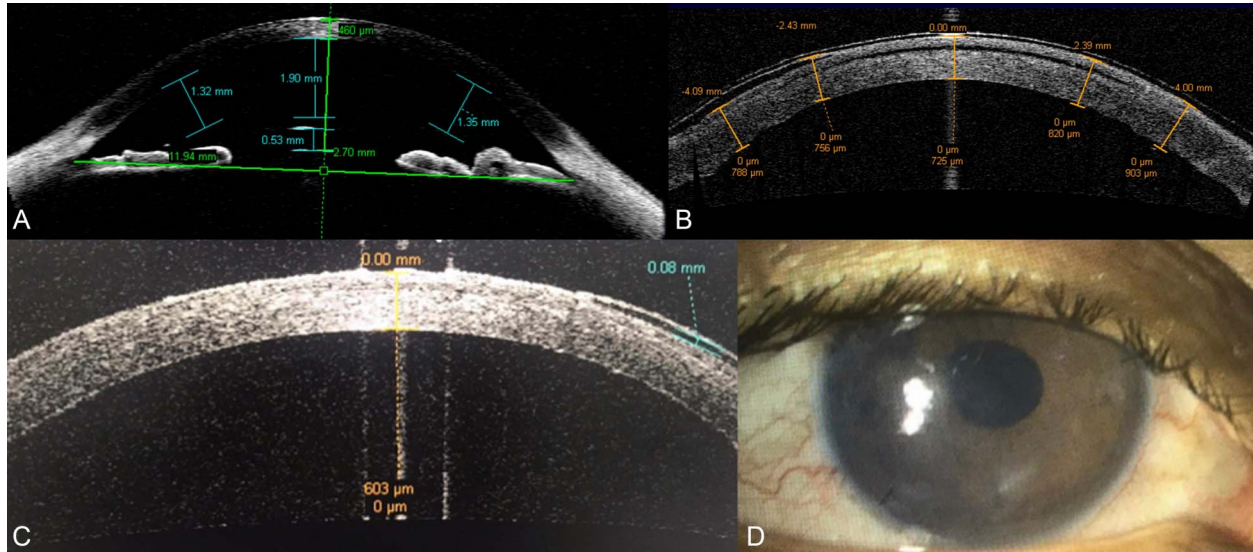 460 µm
1.90 mm
1.32 mm
1.35 mm
0.53 mm
2.70 mm
11.94 mm
A
-2.43 mm
0.00 mm
2.39 mm
-4.09 mm
4.00 mm
0 µm
788 µm
0 µm
756 µm
0 µm
725 µm
0 µm
820 µm
0 µm
903 µm
B
0.00 mm
0.08 mm
603 µm
0 µm
C
D